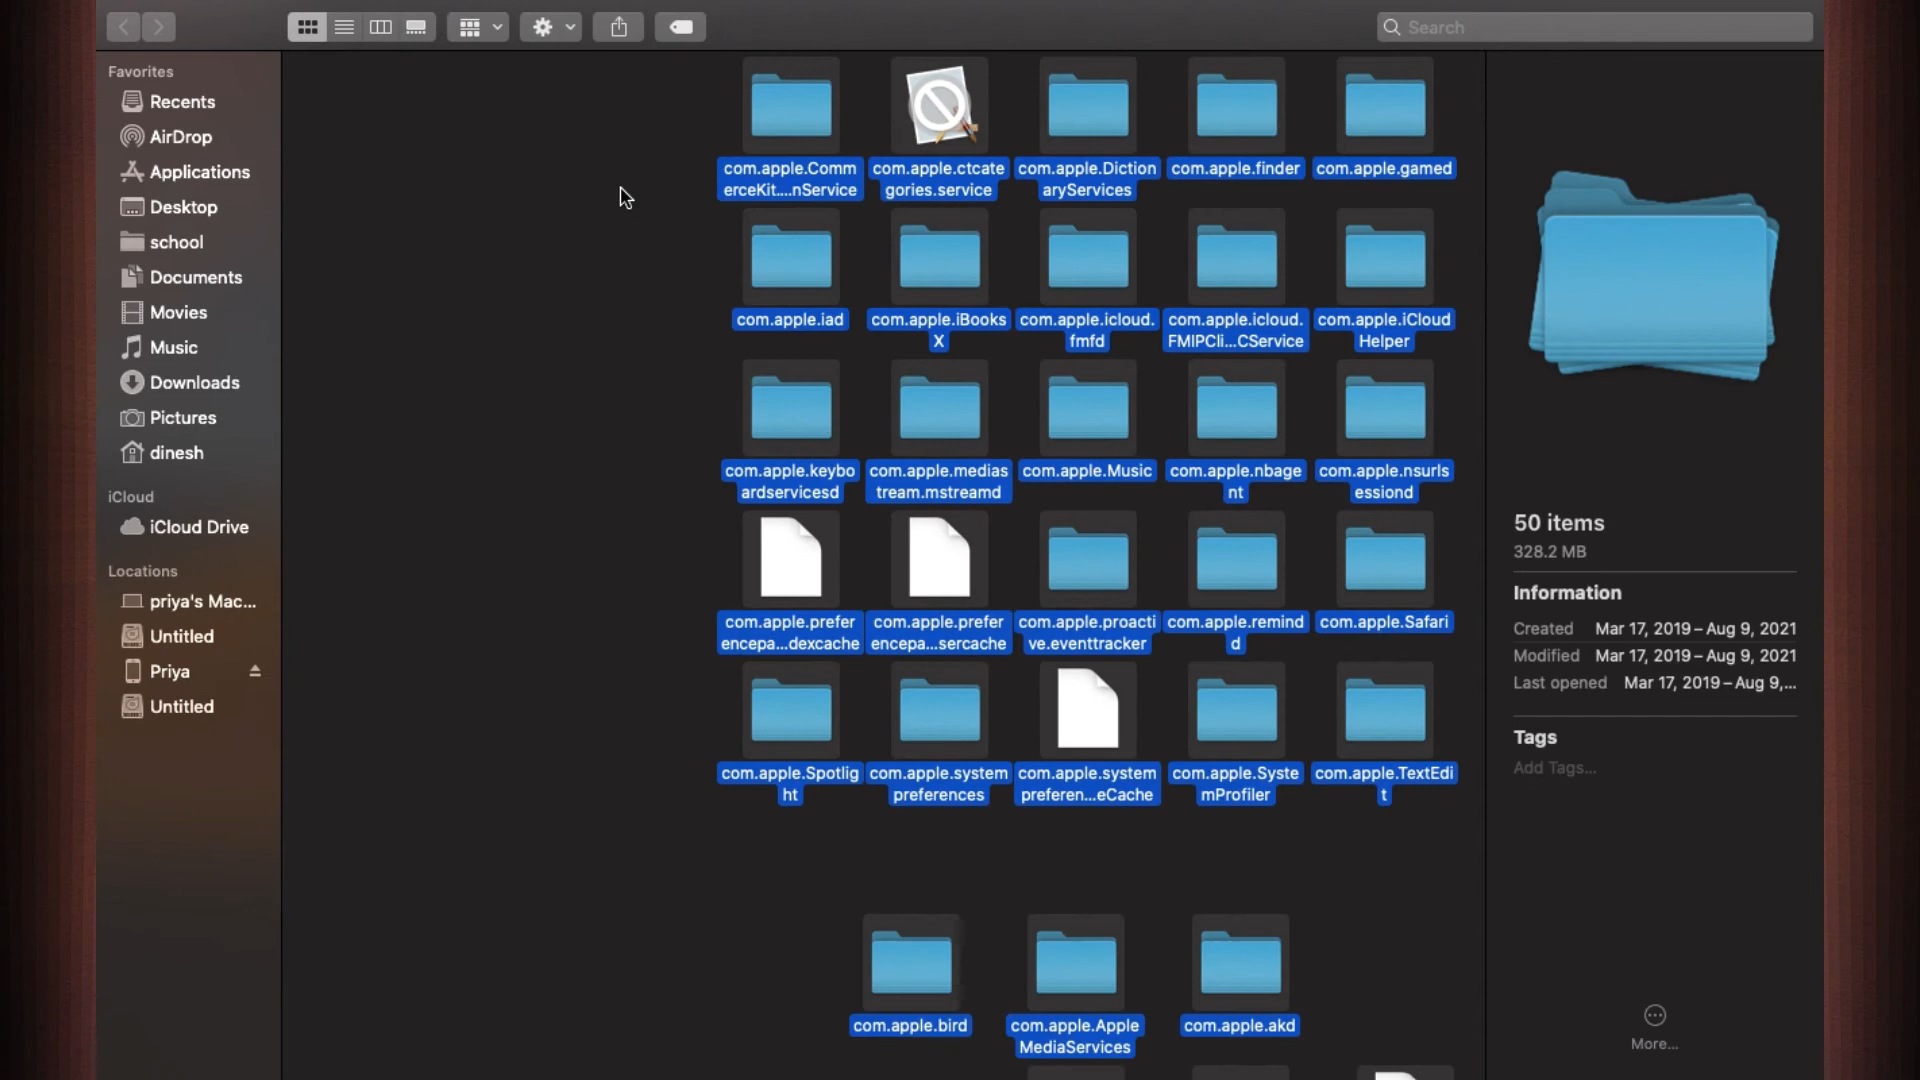 Search
Favorites
Recents
AirDrop
Applications
Desktop
school
Documents
Movies
Music
Downloads
Pictures
dinesh
iCloud
iCloud Drive
Locations
priya's Mac...
Untitled
Priya
Untitled
com.apple.Comm
erceKit....nService
com.apple.ctcate
gories.service
com.apple.Diction
aryServices
com.apple.finder
com.apple.gamed
com.apple.iad
com.apple.iBooks
X
com.apple.icloud.
fmfd
com.apple.icloud.
FMIPCli...CService
com.apple.iCloud
Helper
com.apple.keybo
ardservicesd
com.apple.medias
tream.mstreamd
com.apple.Music
com.apple.nbage
nt
com.apple.nsurls
essiond
com.apple.prefer
encepa...dexcache
com.apple.prefer
encepa...sercache
com.apple.proacti
ve.eventtracker
com.apple.remind
d
com.apple.Safari
com.apple.Spotlig
ht
com.apple.system
preferences
com.apple.system
preferen...eCache
com.apple.Syste
mProfiler
com.apple.TextEdi
t
com.apple.bird
com.apple.Apple
MediaServices
com.apple.akd
50 items
328.2 MB
Information
Created Mar 17, 2019 – Aug 9, 2021
Modified Mar 17, 2019 – Aug 9, 2021
Last opened Mar 17, 2019 – Aug 9,...
Tags
Add Tags...
More...